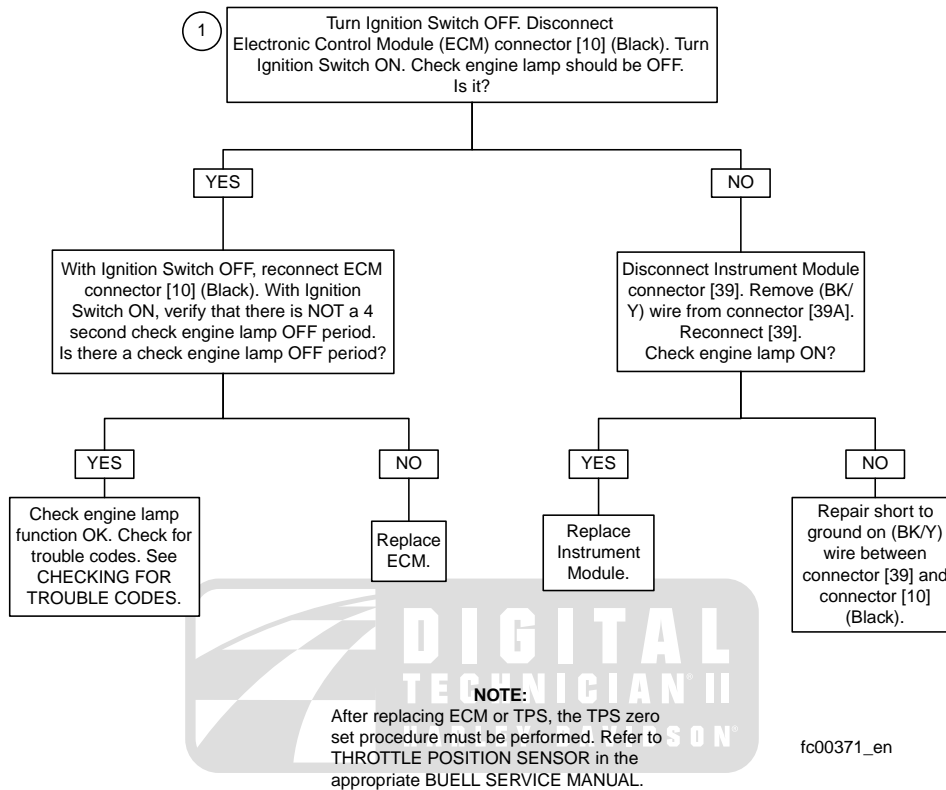 1
Turn Ignition Switch OFF. Disconnect
Electronic Control Module (ECM) connector [10] (Black). Turn
Ignition Switch ON. Check engine lamp should be OFF.
Is it?
YES
NO
With Ignition Switch OFF, reconnect ECM
connector [10] (Black). With Ignition
Switch ON, verify that there is NOT a 4
second check engine lamp OFF period.
Is there a check engine lamp OFF period?
Disconnect Instrument Module
connector [39]. Remove (BK/
Y) wire from connector [39A].
Reconnect [39].
Check engine lamp ON?
YES
NO
YES
NO
Check engine lamp
function OK. Check for
trouble codes. See
CHECKING FOR
TROUBLE CODES.
Replace
ECM.
Replace
Instrument
Module.
Repair short to
ground on (BK/Y)
wire between
connector [39] and
connector [10]
(Black).
DIGITAL
TECHNICIAN® II
HARLEY-DAVIDSON®
NOTE:
After replacing ECM or TPS, the TPS zero
set procedure must be performed. Refer to
THROTTLE POSITION SENSOR in the
appropriate BUELL SERVICE MANUAL.
fc00371_en